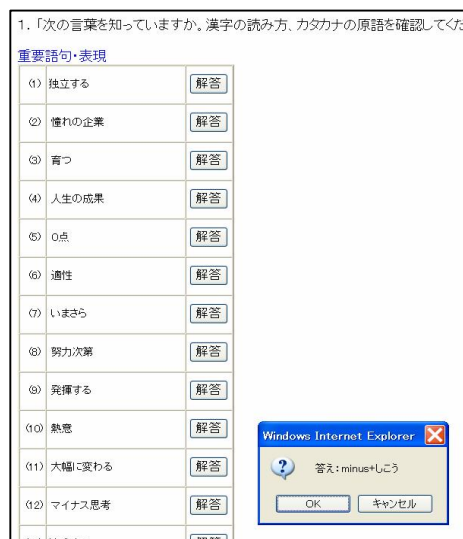 1.「次の言葉を知っていますか。漢字の読み方、カタカナの原語を確認してくだ
重要語句・表現
(1) 独立する 解答
(2) 憧れの企業 解答
(3) 育つ 解答
(4) 人生の成果 解答
(5) 0点 解答
(6) 適性 解答
(7) いまさら 解答
(8) 努力次第 解答
(9) 発揮する 解答
(10) 熱意 解答
Windows Internet Explorer
(11) 大幅に変わる 解答
答え:minus+しこう
(12) マイナス思考 解答
OK キャンセル